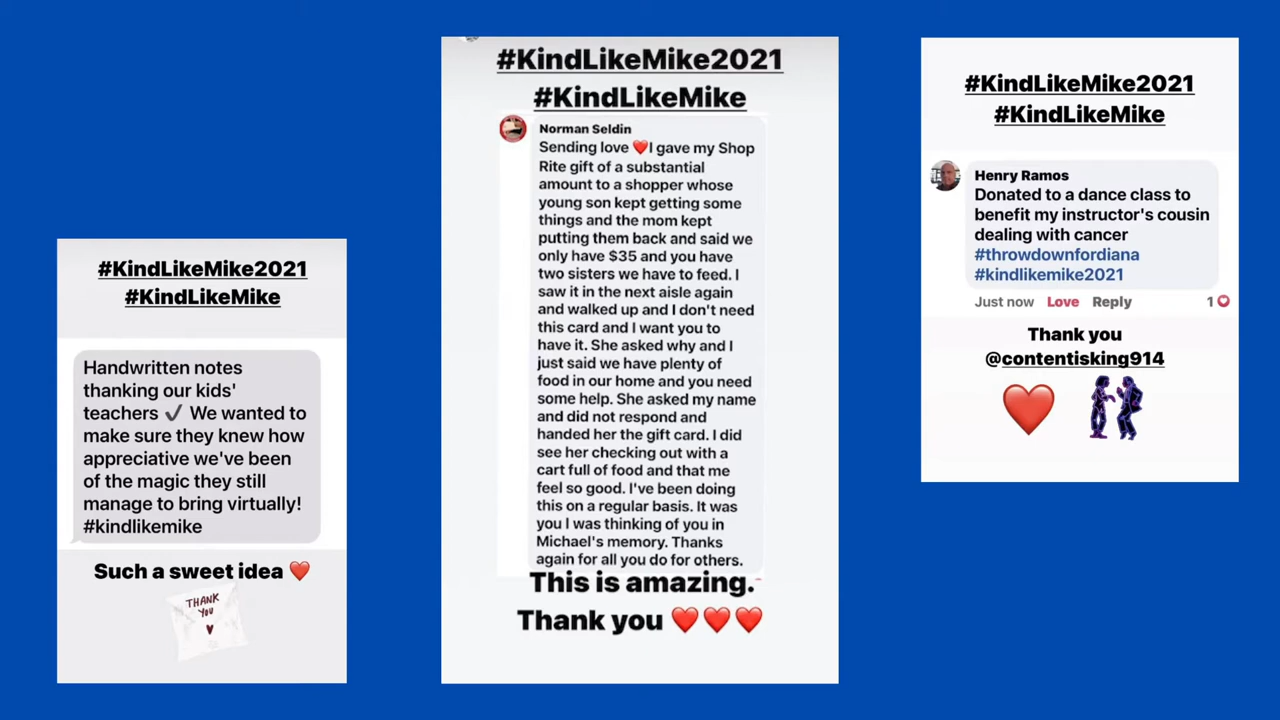 #KindLikeMike2021
#KindLikeMike
Handwritten notes
thanking our kids'
teachers ✔ We wanted to
make sure they knew how
appreciative we've been
of the magic they still
manage to bring virtually!
#kindlikemike
Such a sweet idea ❤️
THANK
YOU
#KindLikeMike2021
#KindLikeMike
Norman Seldin
Sending love ❤️I gave my Shop
Rite gift of a substantial
amount to a shopper whose
young son kept getting some
things and the mom kept
putting them back and said we
only have $35 and you have
two sisters we have to feed. I
saw it in the next aisle again
and walked up and I don't need
this card and I want you to
have it. She asked why and I
just said we have plenty of
food in our home and you need
some help. She asked my name
and did not respond and
handed her the gift card. I did
see her checking out with a
cart full of food and that me
feel so good. I've been doing
this on a regular basis. It was
you I was thinking of you in
Michael's memory. Thanks
again for all you do for others.
This is amazing.
Thank you ❤️❤️❤️
#KindLikeMike2021
#KindLikeMike
Henry Ramos
Donated to a dance class to
benefit my instructor's cousin
dealing with cancer
#throwdownfordiana
#kindlikemike2021
Just now Love Reply 1
Thank you
@contentisking914